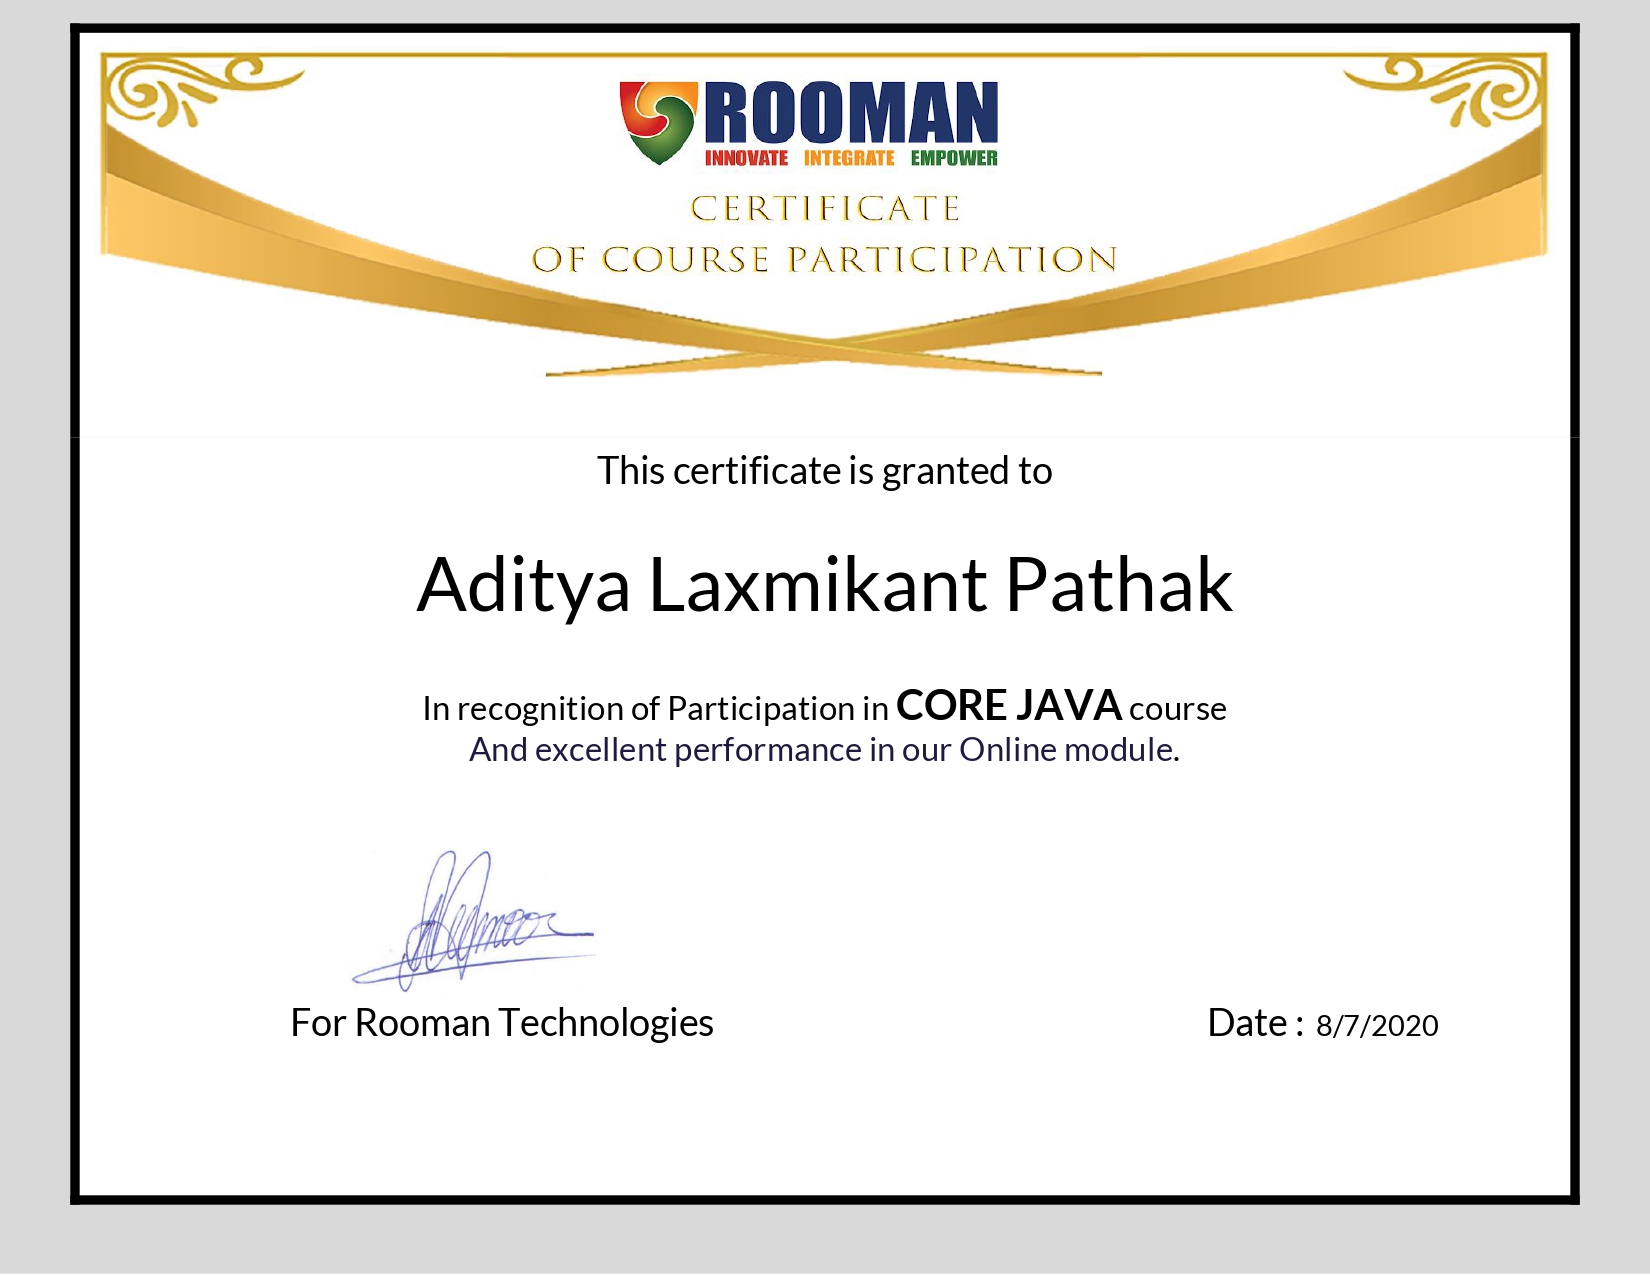 ROOMAN
INNOVATE INTEGRATE EMPOWER
CERTIFICATE
OF COURSE PARTICIPATION
This certificate is granted to
Aditya Laxmikant Pathak
In recognition of Participation in CORE JAVA course
And excellent performance in our Online module.
For Rooman Technologies
Date : 8/7/2020